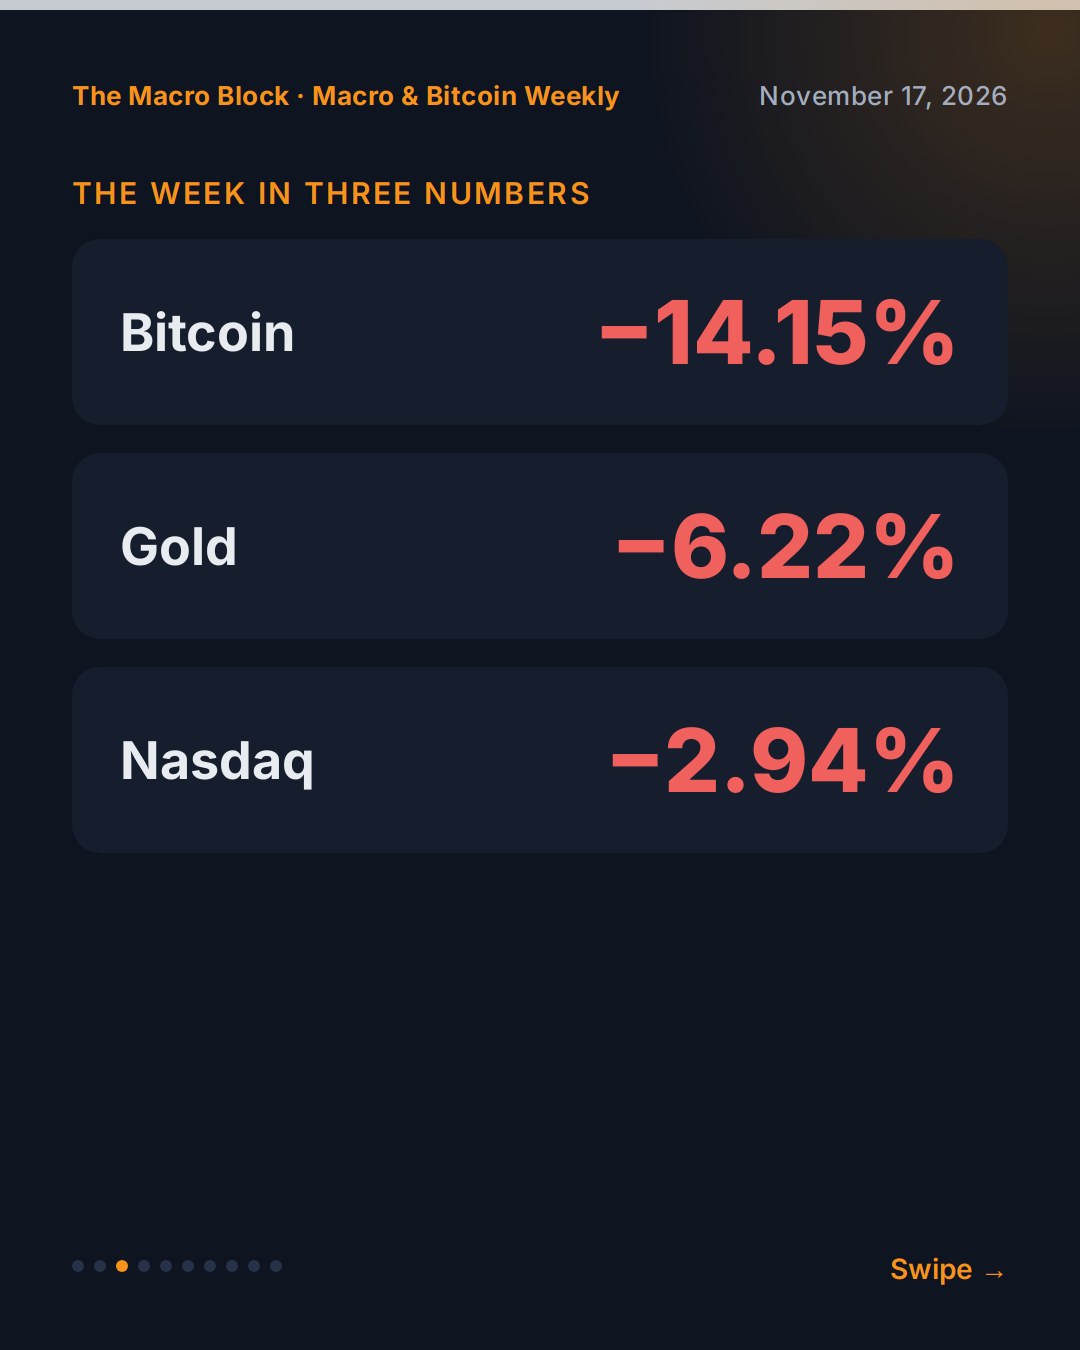 The Macro Block · Macro & Bitcoin Weekly November 17, 2026
THE WEEK IN THREE NUMBERS
Bitcoin −14.15%
Gold −6.22%
Nasdaq −2.94%
Swipe →